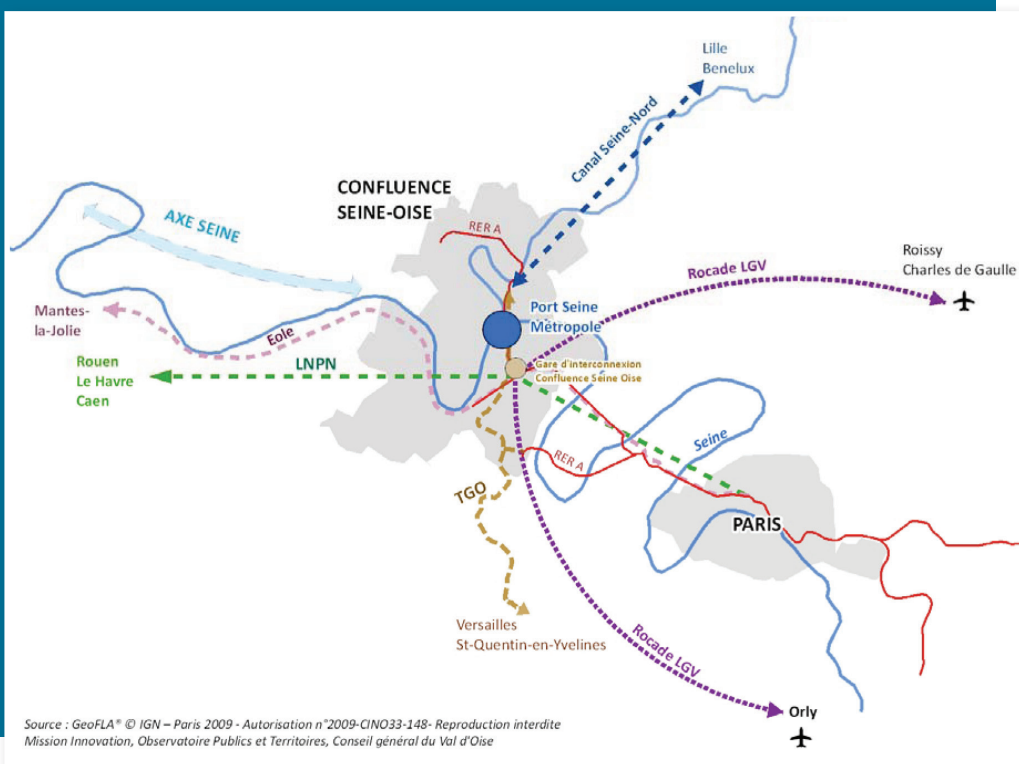 Lille
Benelux
Canal Seine-Nord
CONFLUENCE
SEINE-OISE
RER A
AXE SEINE
Roissy
Charles de Gaulle
Rocade LGV
Mantes-
la-Jolie
Eole
Port Seine
Métropole
Rouen
Le Havre
Caen
LNPN
Gare d'interconnexion
Confluence Seine Oise
Seine
RER A
TGO
PARIS
Versailles
St-Quentin-en-Yvelines
Rocade LGV
Orly
Source : GeoFLA® © IGN – Paris 2009 - Autorisation n°2009-CINO33-148- Reproduction interdite
Mission Innovation, Observatoire Publics et Territoires, Conseil général du Val d'Oise